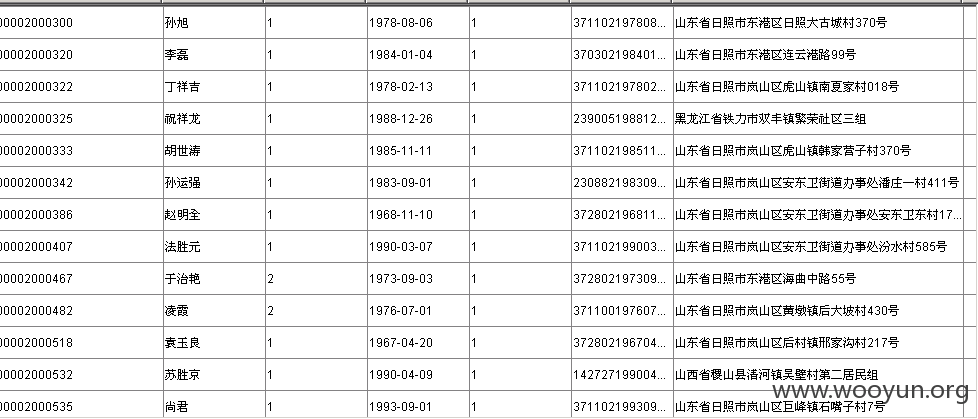 00002000300 孙旭 1 1978-08-06 1 371102197808... 山东省日照市东港区日照大古城村370号
00002000320 李磊 1 1984-01-04 1 370302198401... 山东省日照市东港区连云港路99号
00002000322 丁祥吉 1 1978-02-13 1 371102197802... 山东省日照市岚山区虎山镇南夏家村018号
00002000325 祝祥龙 1 1988-12-26 1 239005198812... 黑龙江省铁力市双丰镇繁荣社区三组
00002000333 胡世涛 1 1985-11-11 1 371102198511... 山东省日照市岚山区虎山镇韩家营子村370号
00002000342 孙运强 1 1983-09-01 1 230882198309... 山东省日照市岚山区安东卫街道办事处潘庄一村411号
00002000386 赵明全 1 1968-11-10 1 372802196811... 山东省日照市岚山区安东卫街道办事处安东卫东村17...
00002000407 法胜元 1 1990-03-07 1 371102199003... 山东省日照市岚山区安东卫街道办事处汾水村585号
00002000467 于治艳 2 1973-09-03 1 372802197309... 山东省日照市东港区海曲中路55号
00002000482 凌霞 2 1976-07-01 1 371100197607... 山东省日照市岚山区黄墩镇后大坡村430号
00002000518 袁玉良 1 1967-04-20 1 372802196704... 山东省日照市岚山区后村镇邢家沟村217号
00002000532 苏胜京 1 1990-04-09 1 142727199004... 山西省稷山县清河镇吴壁村第二居民组
00002000535 尚君 1 1993-09-01 1 371102199309... 山东省日照市岚山区巨峰镇石嘴子村7号
www.wooyun.org